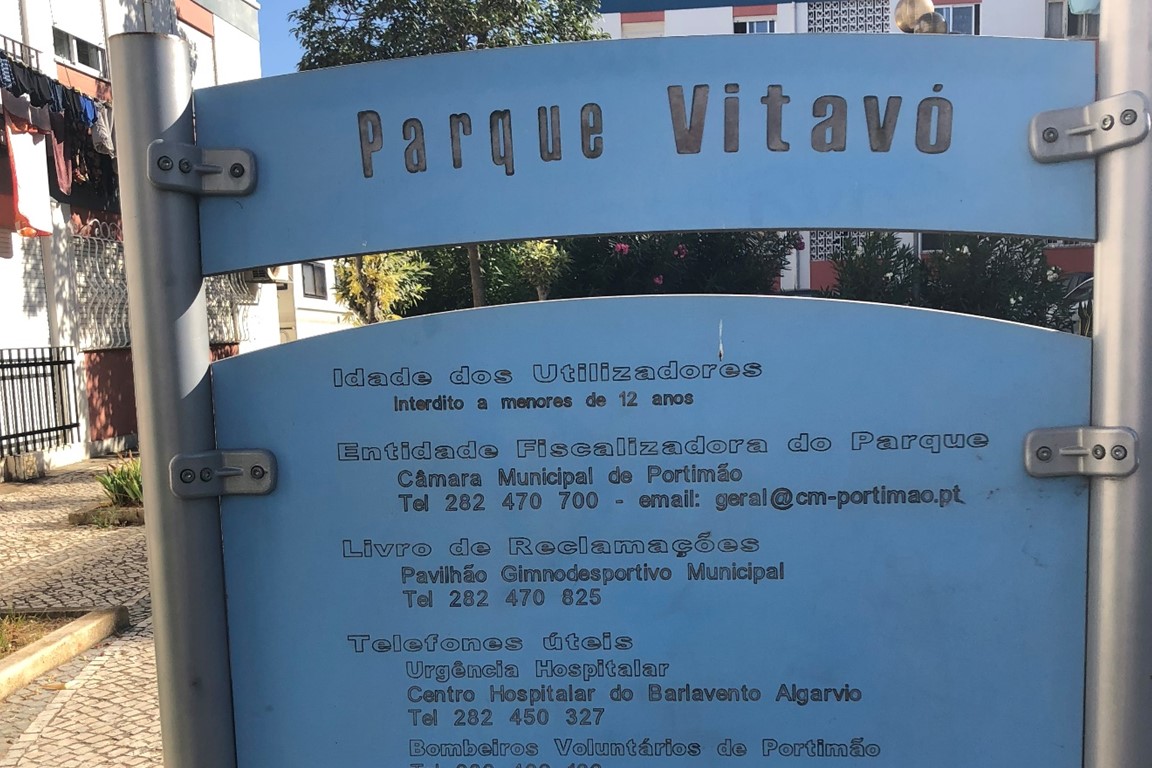 Parque Vitavó
Idade dos Utilizadores
Interdito a menores de 12 anos
Entidade Fiscalizadora do Parque
Câmara Municipal de Portimão
Tel 282 470 700 - email: geral@cm-portimao.pt
Livro de Reclamações
Pavilhão Gimnodesportivo Municipal
Tel 282 470 825
Telefones úteis
Urgência Hospitalar
Centro Hospitalar do Barlavento Algarvio
Tel 282 450 327
Bombeiros Voluntários de Portimão